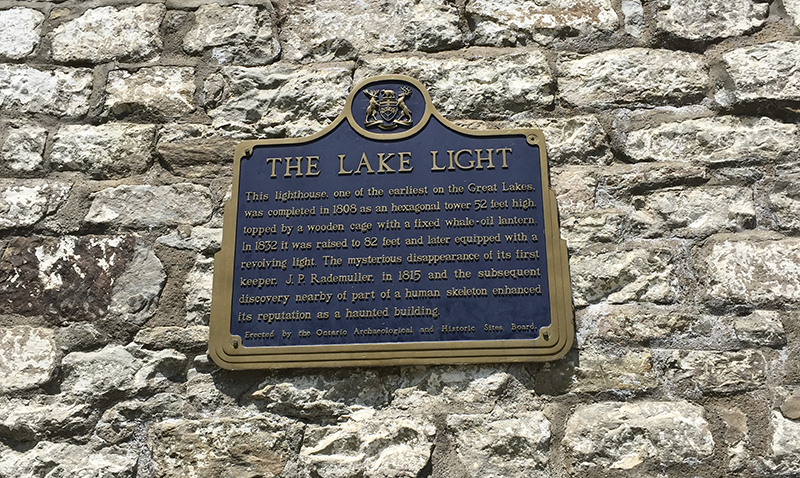 THE LAKE LIGHT
This lighthouse, one of the earliest on the Great Lakes,
was completed in 1808 as an hexagonal tower 52 feet high,
topped by a wooden cage with a fixed whale-oil lantern.
In 1832 it was raised to 82 feet and later equipped with a
revolving light. The mysterious disappearance of its first
keeper, J. P. Rademuller, in 1815 and the subsequent
discovery nearby of part of a human skeleton enhanced
its reputation as a haunted building.
Erected by the Ontario Archaeological and Historic Sites Board.